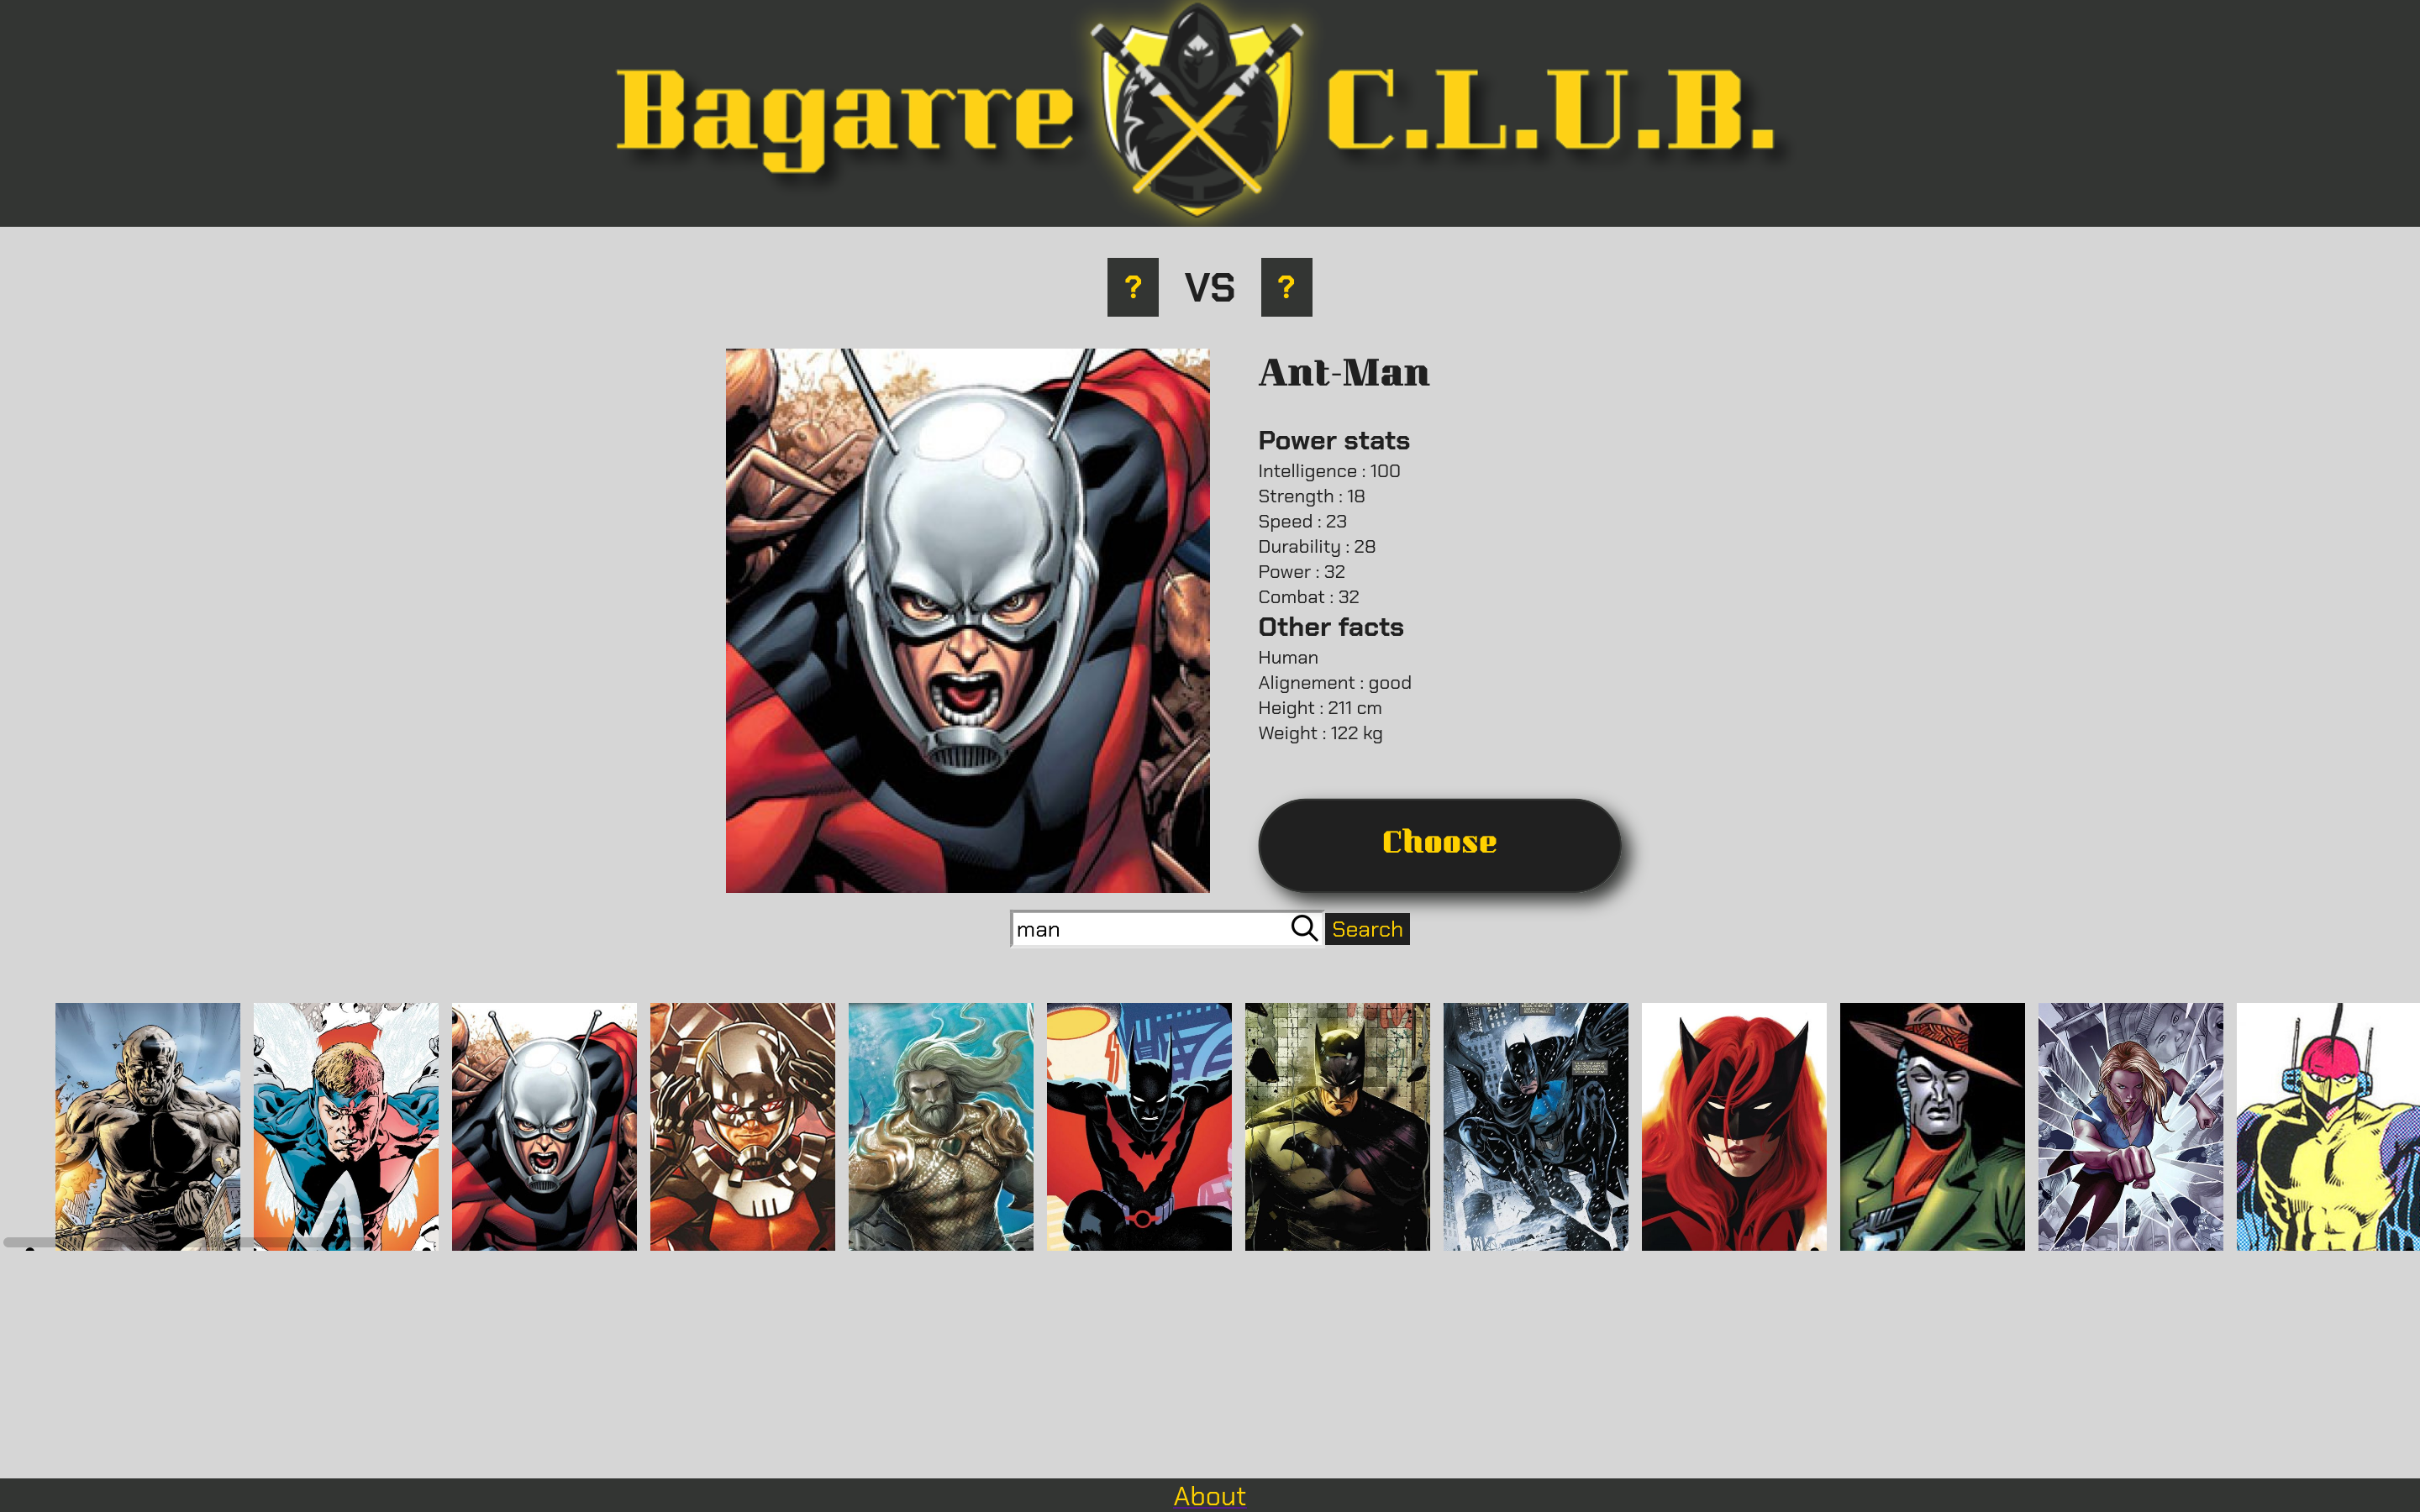 Bagarre C.L.U.B.
? VS ?
Ant-Man
Power stats
Intelligence : 100
Strength : 18
Speed : 23
Durability : 28
Power : 32
Combat : 32
Other facts
Human
Alignement : good
Height : 211 cm
Weight : 122 kg
Choose
man
Search
About